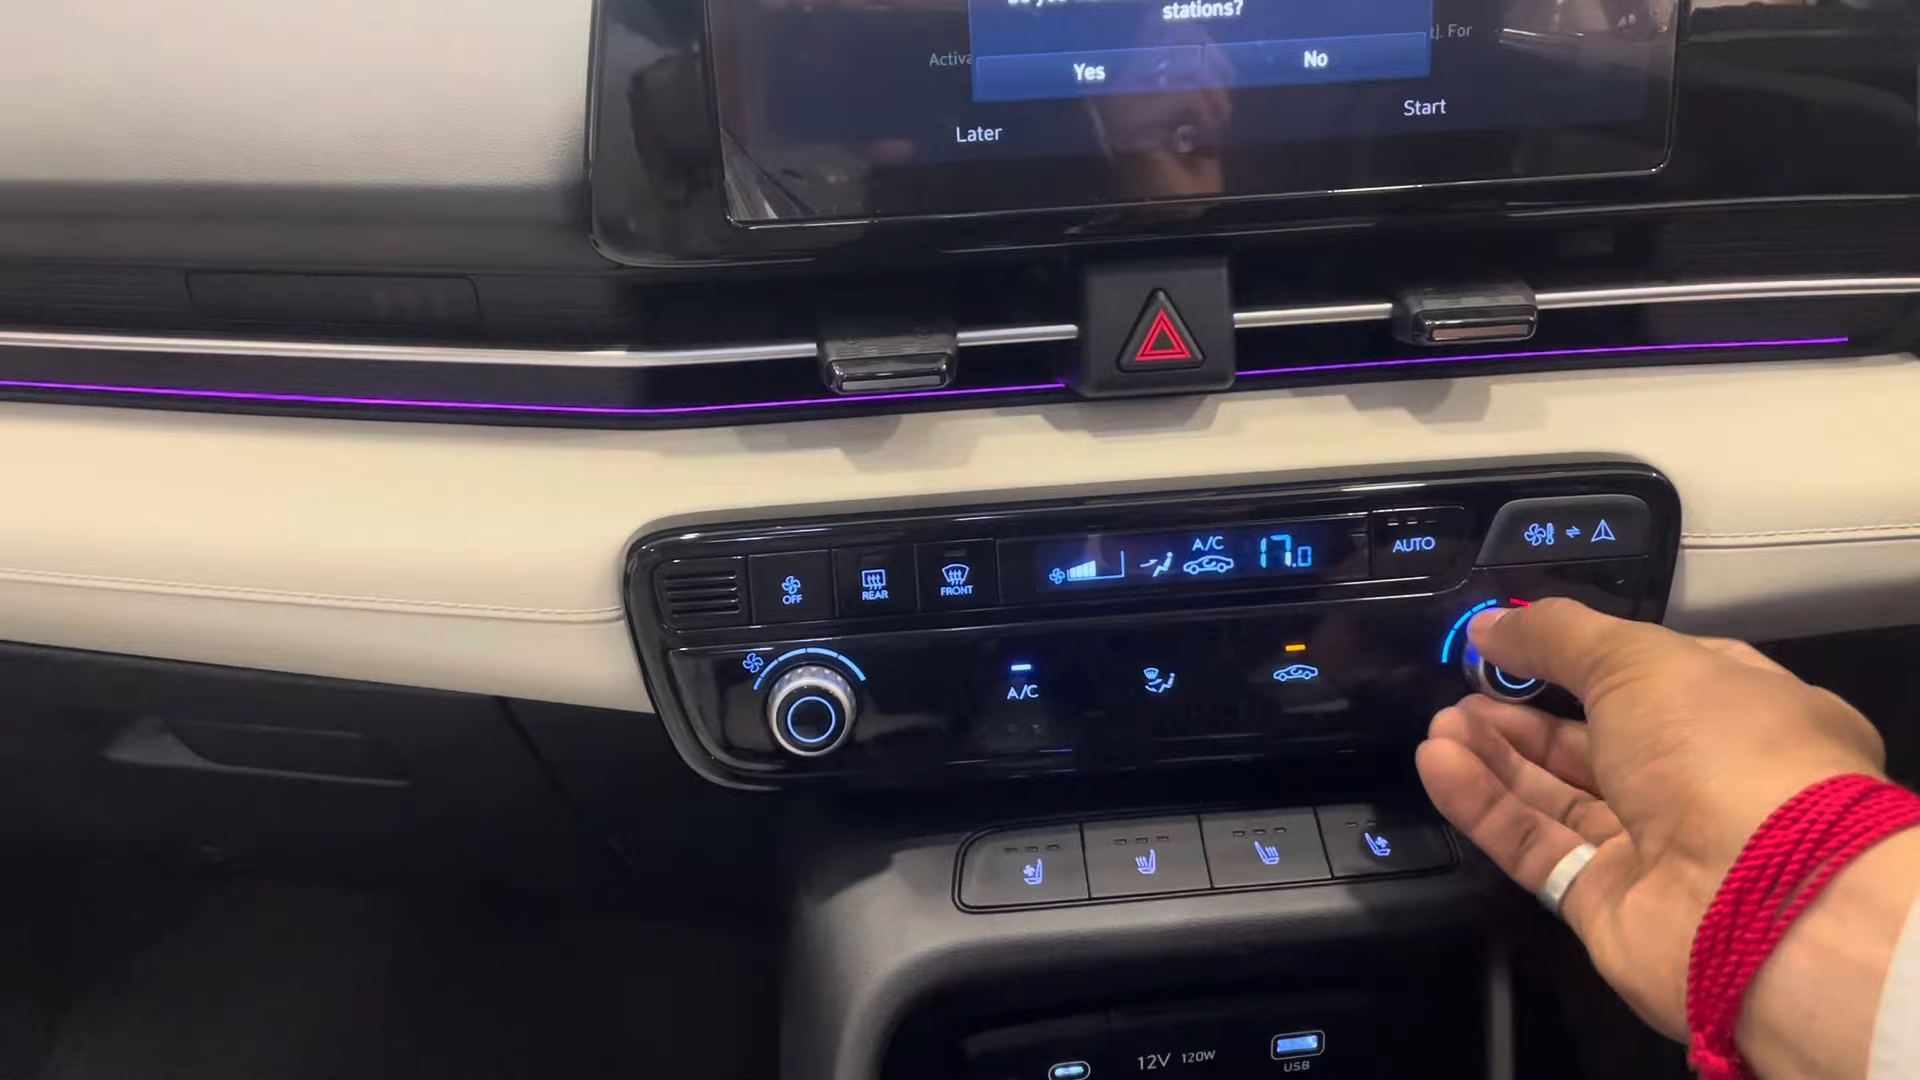 stations?
Activa
]. For
Yes
No
Later
Start
OFF
REAR
FRONT
A/C
17.0
AUTO
A/C
12V 120W
USB